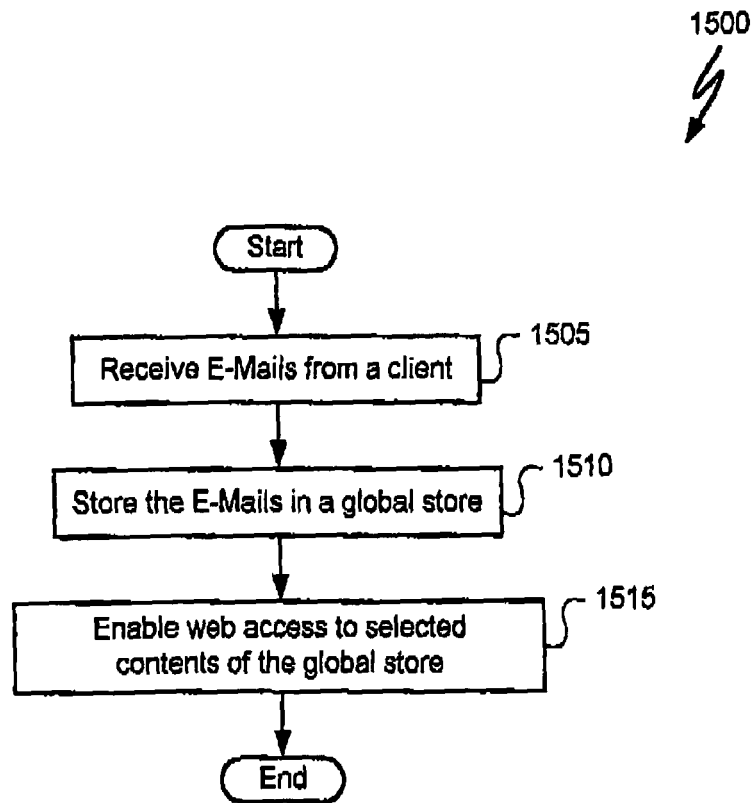 1500
Start
Receive E-Mails from a client
1505
Store the E-Mails in a global store
1510
Enable web access to selected
contents of the global store
1515
End